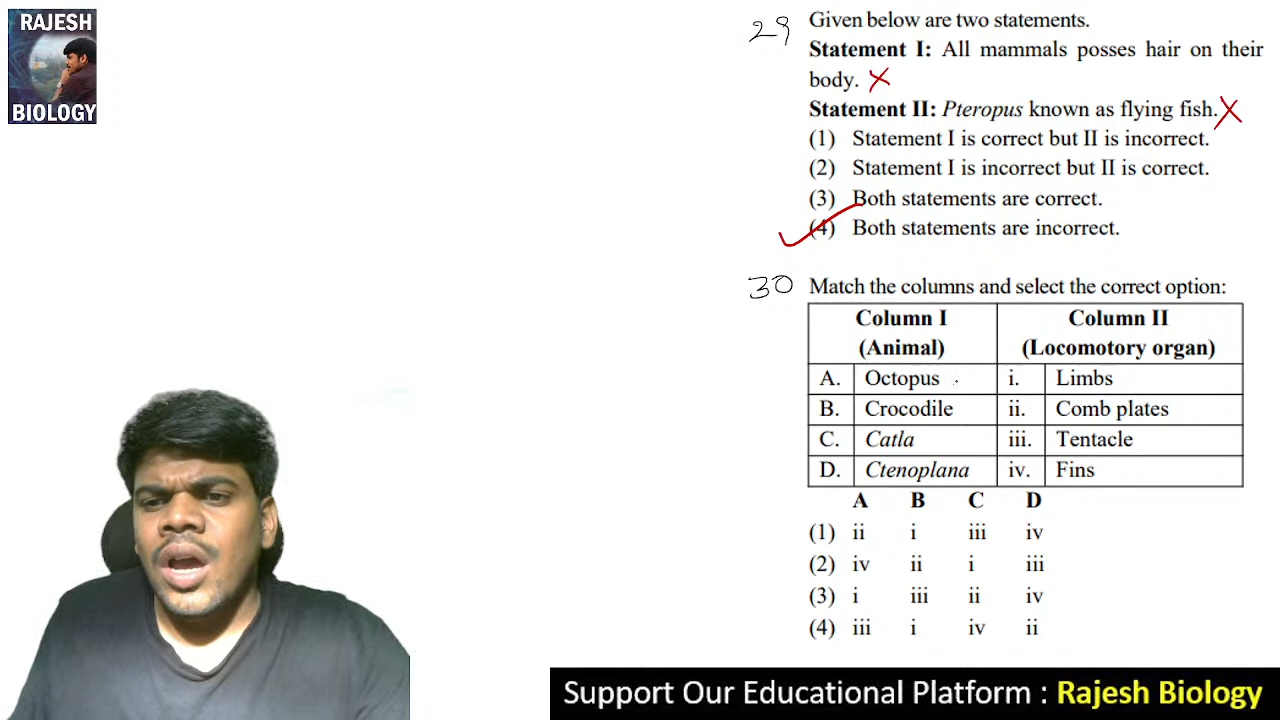 RAJESH
BIOLOGY
29 Given below are two statements.
Statement I: All mammals posses hair on their
body.
Statement II: Pteropus known as flying fish.
(1) Statement I is correct but II is incorrect.
(2) Statement I is incorrect but II is correct.
(3) Both statements are correct.
(4) Both statements are incorrect.
30 Match the columns and select the correct option:
Column I Column II
(Animal) (Locomotory organ)
A. Octopus i. Limbs
B. Crocodile ii. Comb plates
C. Catla iii. Tentacle
D. Ctenoplana iv. Fins
A B C D
(1) ii i iii iv
(2) iv ii i iii
(3) i iii ii iv
(4) iii i iv ii
Support Our Educational Platform : Rajesh Biology